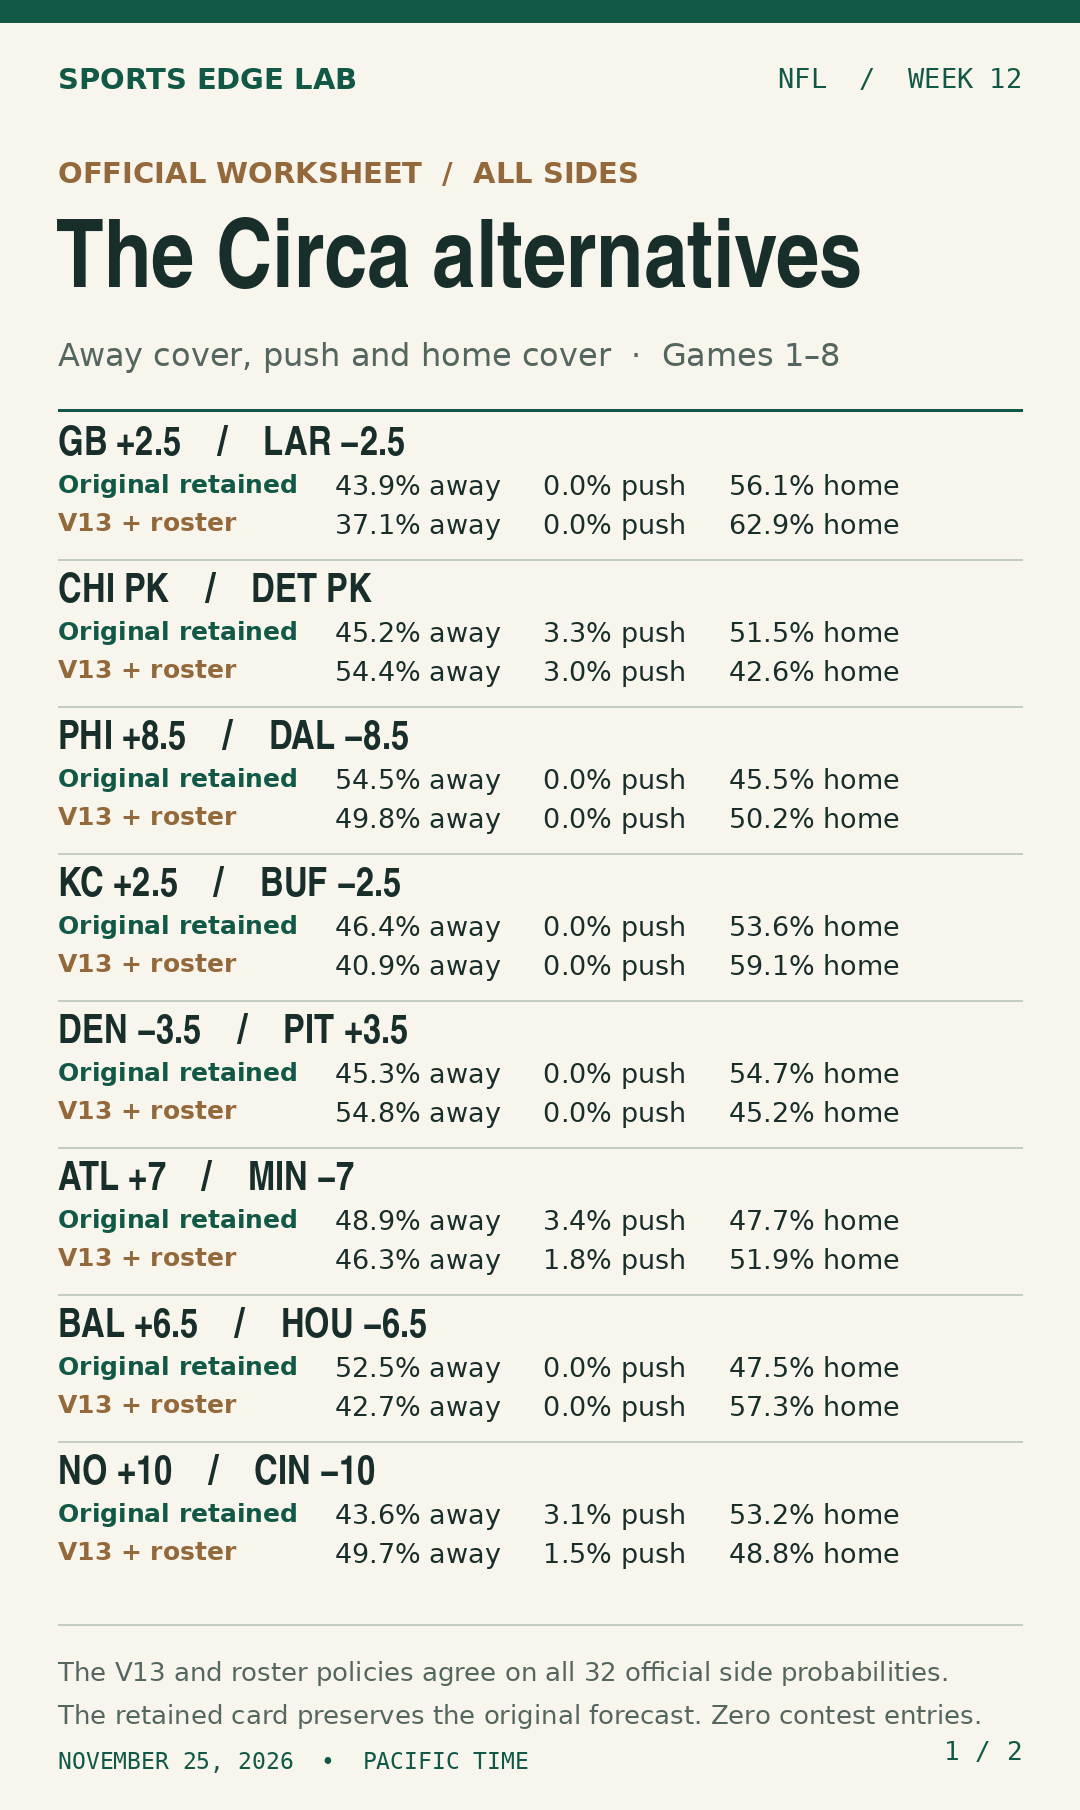 SPORTS EDGE LAB
NFL / WEEK 12
OFFICIAL WORKSHEET / ALL SIDES
The Circa alternatives
Away cover, push and home cover · Games 1–8
GB +2.5 / LAR −2.5
Original retained 43.9% away 0.0% push 56.1% home
V13 + roster 37.1% away 0.0% push 62.9% home
CHI PK / DET PK
Original retained 45.2% away 3.3% push 51.5% home
V13 + roster 54.4% away 3.0% push 42.6% home
PHI +8.5 / DAL −8.5
Original retained 54.5% away 0.0% push 45.5% home
V13 + roster 49.8% away 0.0% push 50.2% home
KC +2.5 / BUF −2.5
Original retained 46.4% away 0.0% push 53.6% home
V13 + roster 40.9% away 0.0% push 59.1% home
DEN −3.5 / PIT +3.5
Original retained 45.3% away 0.0% push 54.7% home
V13 + roster 54.8% away 0.0% push 45.2% home
ATL +7 / MIN −7
Original retained 48.9% away 3.4% push 47.7% home
V13 + roster 46.3% away 1.8% push 51.9% home
BAL +6.5 / HOU −6.5
Original retained 52.5% away 0.0% push 47.5% home
V13 + roster 42.7% away 0.0% push 57.3% home
NO +10 / CIN −10
Original retained 43.6% away 3.1% push 53.2% home
V13 + roster 49.7% away 1.5% push 48.8% home
The V13 and roster policies agree on all 32 official side probabilities.
The retained card preserves the original forecast. Zero contest entries.
NOVEMBER 25, 2026 • PACIFIC TIME
1 / 2